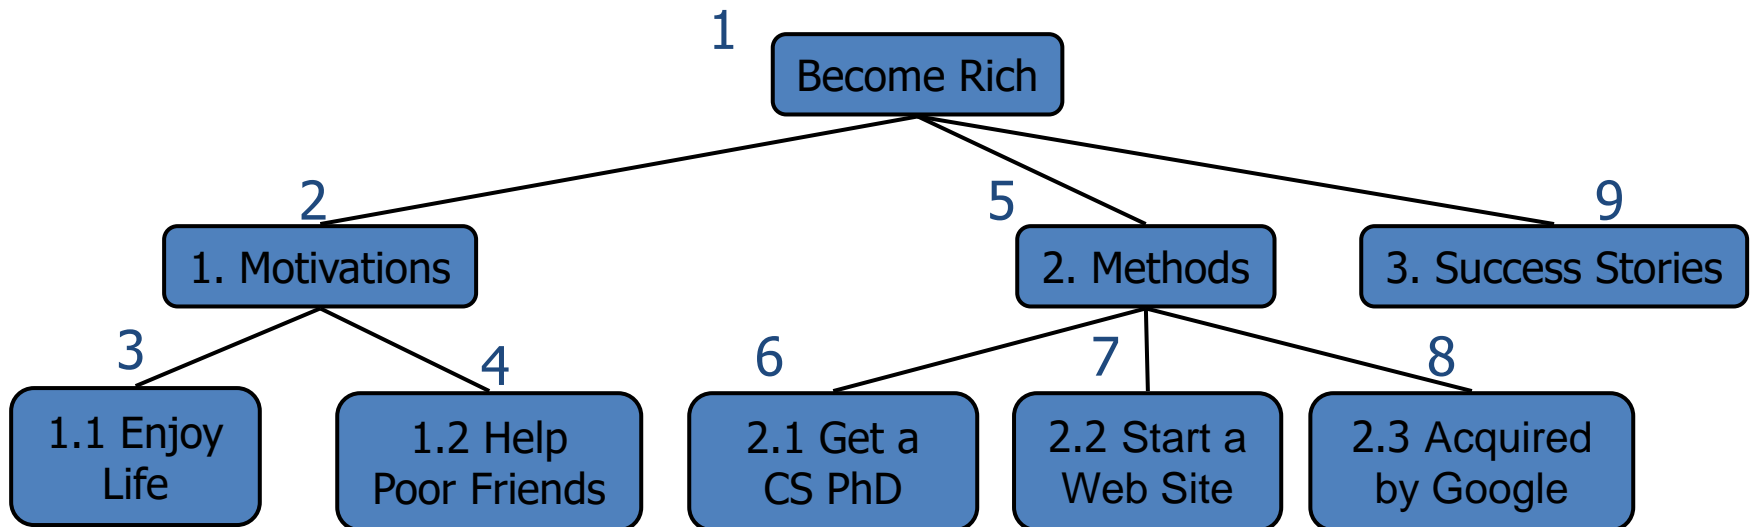 1
Become Rich
2
5
9
1. Motivations
2. Methods
3. Success Stories
3
4
6
7
8
1.1 Enjoy
Life
1.2 Help
Poor Friends
2.1 Get a
CS PhD
2.2 Start a
Web Site
2.3 Acquired
by Google